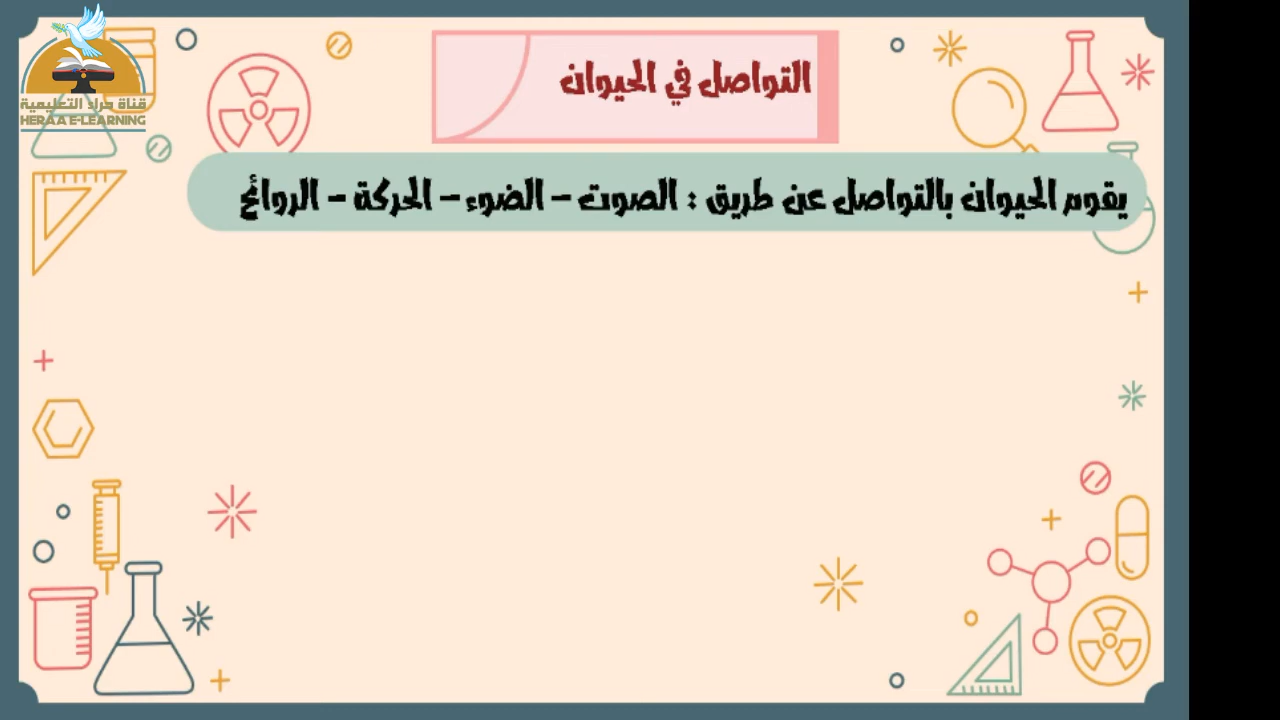 قناة حراء التعليمية
HERAA E-LEARNING
التواصل في الحيوان
يقوم الحيوان بالتواصل عن طريق : الصوت – الضوء – الحركة – الروائح